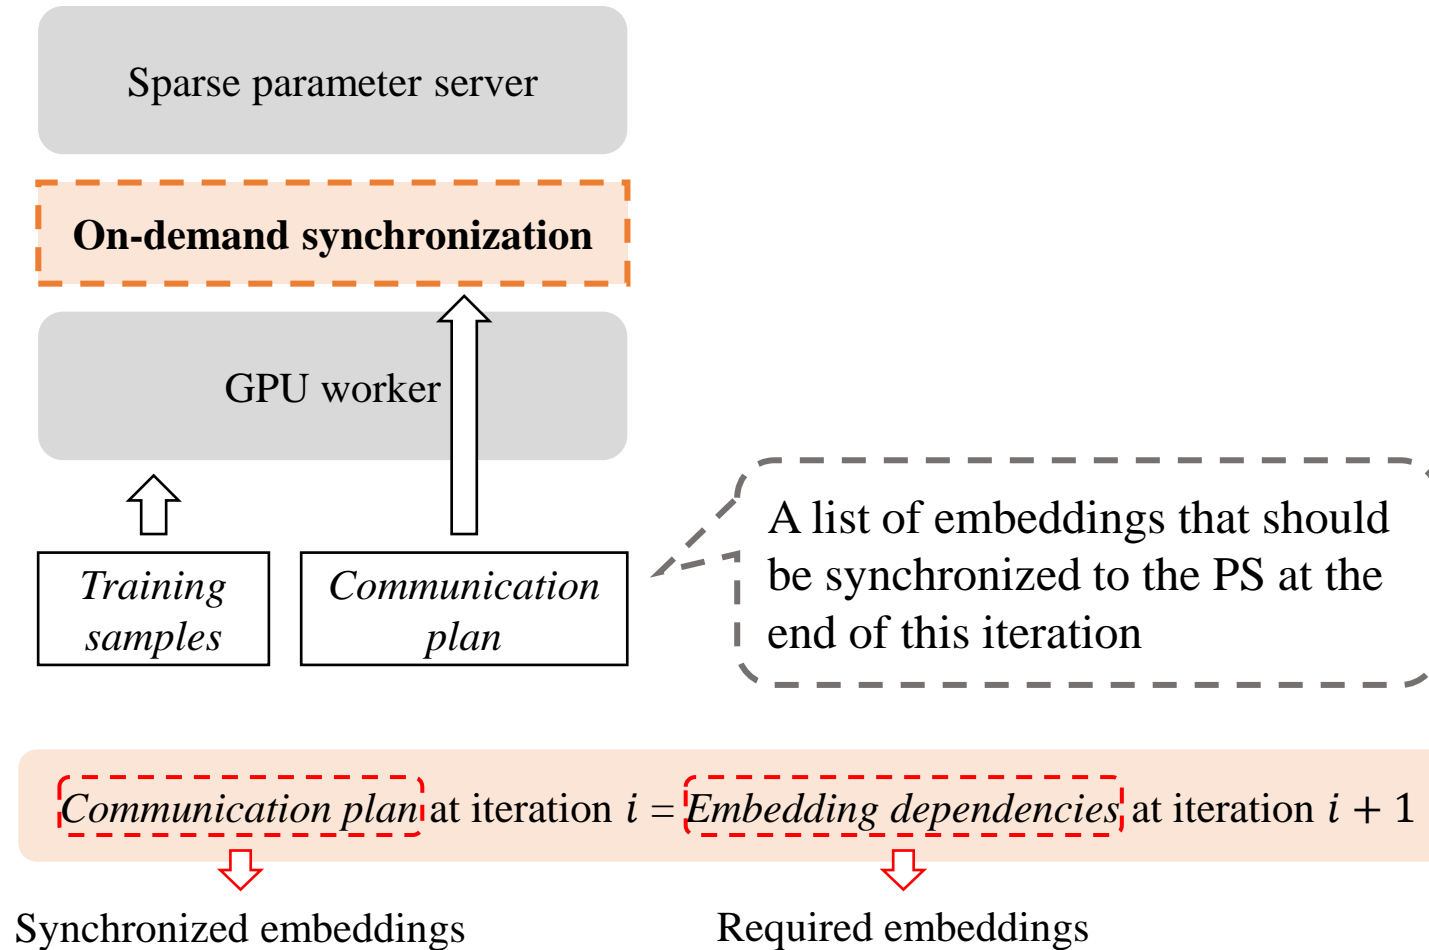 Sparse parameter server
On-demand synchronization
GPU worker
Training
samples
Communication
plan
A list of embeddings that should
be synchronized to the PS at the
end of this iteration
Communication plan at iteration i = Embedding dependencies at iteration i + 1
Synchronized embeddings
Required embeddings